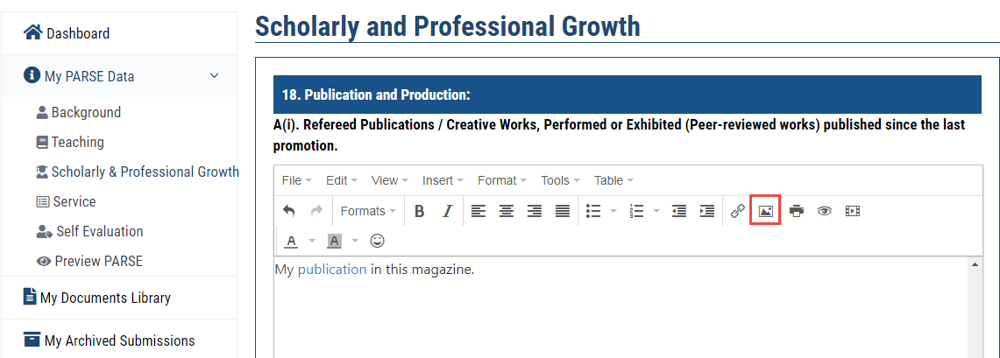 Dashboard
My PARSE Data
Background
Teaching
Scholarly & Professional Growth
Service
Self Evaluation
Preview PARSE
My Documents Library
My Archived Submissions
Scholarly and Professional Growth
18. Publication and Production:
A(i). Refereed Publications / Creative Works, Performed or Exhibited (Peer-reviewed works) published since the last
promotion.
File Edit View Insert Format Tools Table
Formats B I
A A
My publication in this magazine.